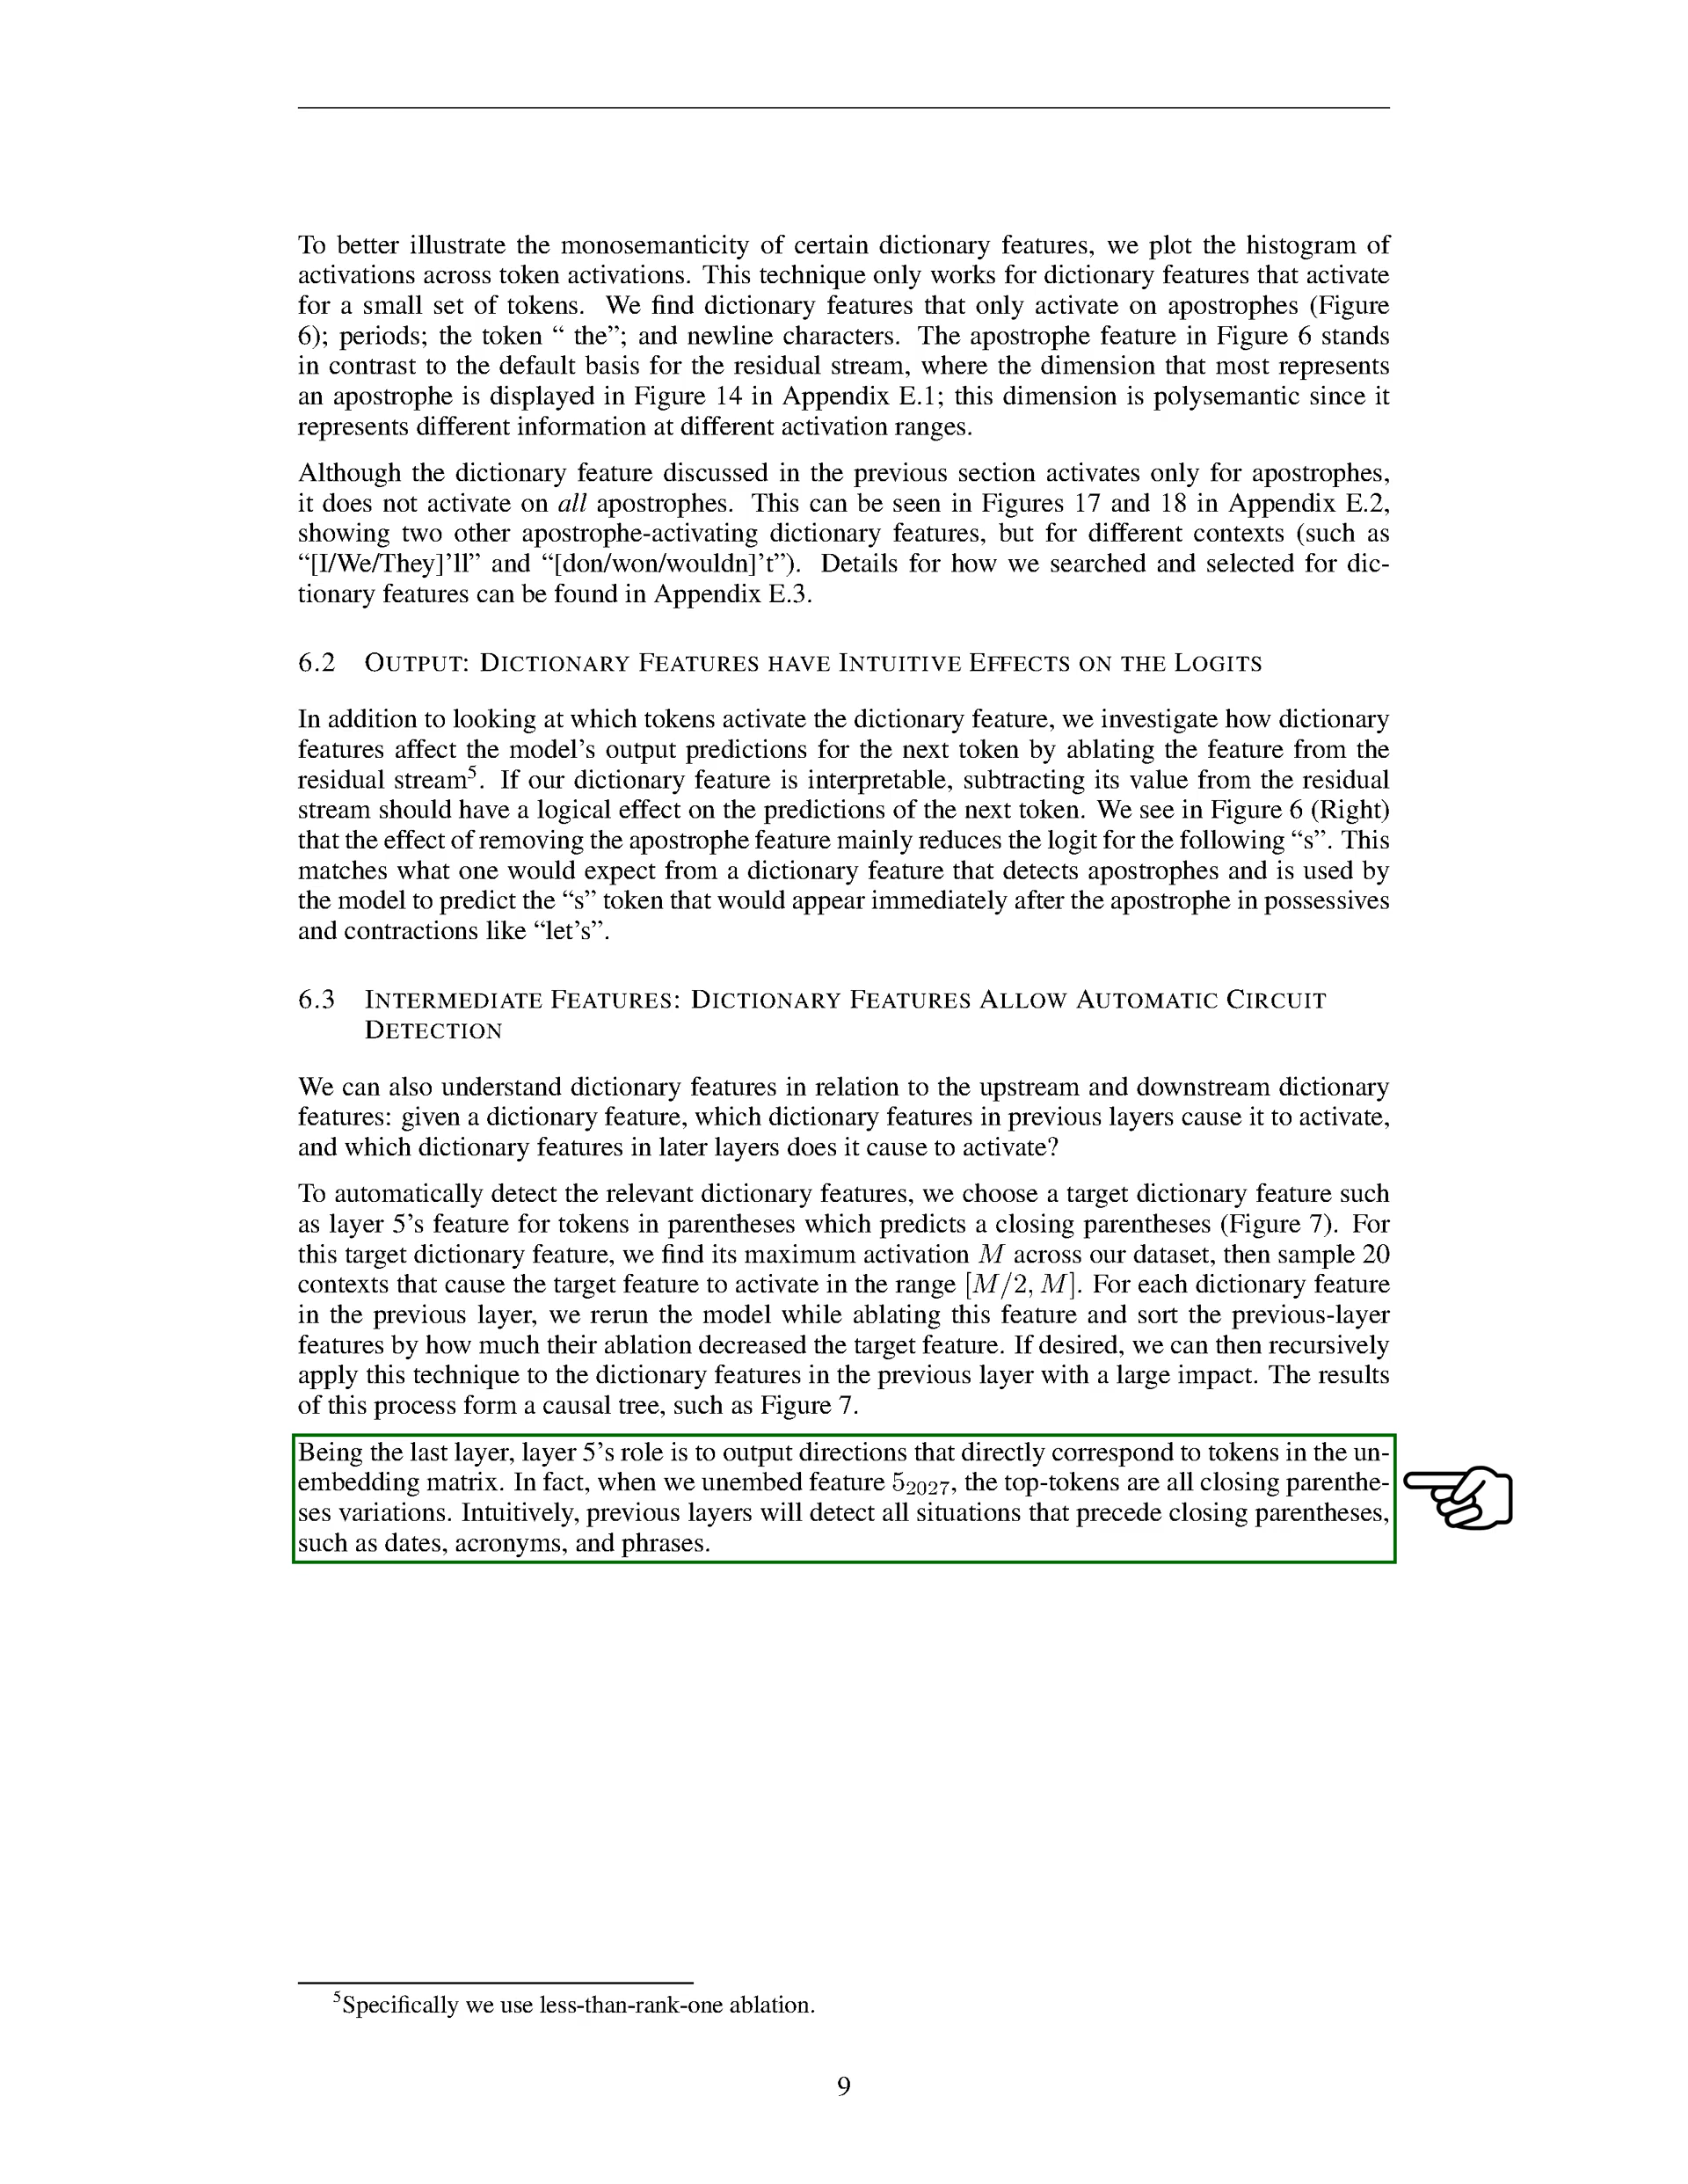 To better illustrate the monosemanticity of certain dictionary features, we plot the histogram of
activations across token activations. This technique only works for dictionary features that activate
for a small set of tokens. We find dictionary features that only activate on apostrophes (Figure
6); periods; the token “ the”; and newline characters. The apostrophe feature in Figure 6 stands
in contrast to the default basis for the residual stream, where the dimension that most represents
an apostrophe is displayed in Figure 14 in Appendix E.1; this dimension is polysemantic since it
represents different information at different activation ranges.
Although the dictionary feature discussed in the previous section activates only for apostrophes,
it does not activate on all apostrophes. This can be seen in Figures 17 and 18 in Appendix E.2,
showing two other apostrophe-activating dictionary features, but for different contexts (such as
“[I/We/They]’ll” and “[don/won/wouldn]’t”). Details for how we searched and selected for dic-
tionary features can be found in Appendix E.3.
6.2 OUTPUT: DICTIONARY FEATURES HAVE INTUITIVE EFFECTS ON THE LOGITS
In addition to looking at which tokens activate the dictionary feature, we investigate how dictionary
features affect the model’s output predictions for the next token by ablating the feature from the
residual stream⁵. If our dictionary feature is interpretable, subtracting its value from the residual
stream should have a logical effect on the predictions of the next token. We see in Figure 6 (Right)
that the effect of removing the apostrophe feature mainly reduces the logit for the following “s”. This
matches what one would expect from a dictionary feature that detects apostrophes and is used by
the model to predict the “s” token that would appear immediately after the apostrophe in possessives
and contractions like “let’s”.
6.3 INTERMEDIATE FEATURES: DICTIONARY FEATURES ALLOW AUTOMATIC CIRCUIT
DETECTION
We can also understand dictionary features in relation to the upstream and downstream dictionary
features: given a dictionary feature, which dictionary features in previous layers cause it to activate,
and which dictionary features in later layers does it cause to activate?
To automatically detect the relevant dictionary features, we choose a target dictionary feature such
as layer 5’s feature for tokens in parentheses which predicts a closing parentheses (Figure 7). For
this target dictionary feature, we find its maximum activation M across our dataset, then sample 20
contexts that cause the target feature to activate in the range [M/2, M]. For each dictionary feature
in the previous layer, we rerun the model while ablating this feature and sort the previous-layer
features by how much their ablation decreased the target feature. If desired, we can then recursively
apply this technique to the dictionary features in the previous layer with a large impact. The results
of this process form a causal tree, such as Figure 7.
Being the last layer, layer 5’s role is to output directions that directly correspond to tokens in the un-
embedding matrix. In fact, when we unembed feature 5₂₀₂₇, the top-tokens are all closing parenthe-
ses variations. Intuitively, previous layers will detect all situations that precede closing parentheses,
such as dates, acronyms, and phrases.
⁵Specifically we use less-than-rank-one ablation.
9